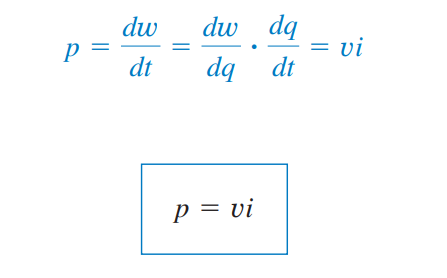 p = dw/dt = dw/dq · dq/dt = vi
p = vi